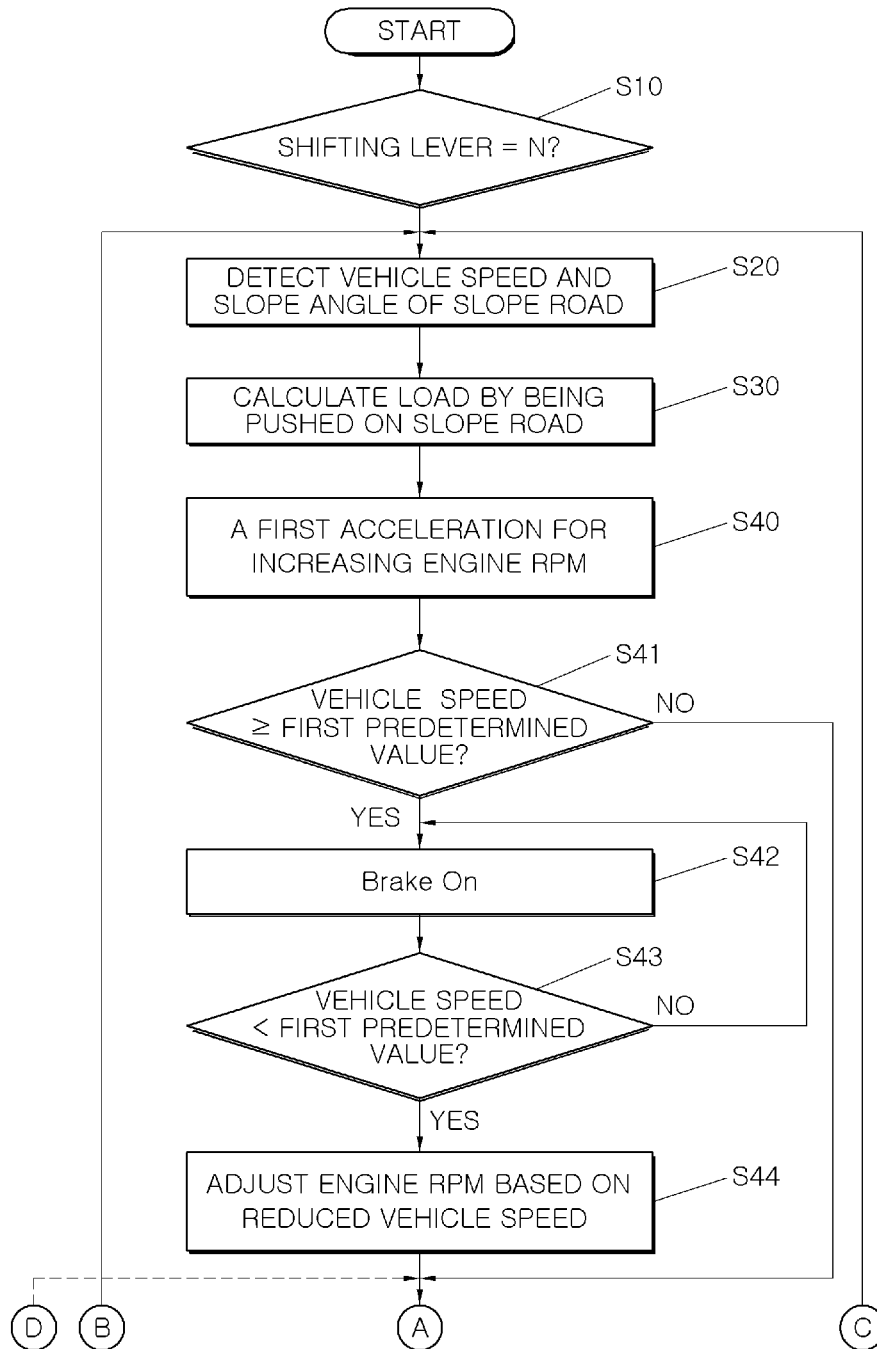 START
S10
SHIFTING LEVER = N?
S20
DETECT VEHICLE SPEED AND
SLOPE ANGLE OF SLOPE ROAD
S30
CALCULATE LOAD BY BEING
PUSHED ON SLOPE ROAD
S40
A FIRST ACCELERATION FOR
INCREASING ENGINE RPM
S41
VEHICLE SPEED
≥ FIRST PREDETERMINED
VALUE?
NO
YES
S42
Brake On
S43
VEHICLE SPEED
< FIRST PREDETERMINED
VALUE?
NO
YES
S44
ADJUST ENGINE RPM BASED ON
REDUCED VEHICLE SPEED
D
B
A
C